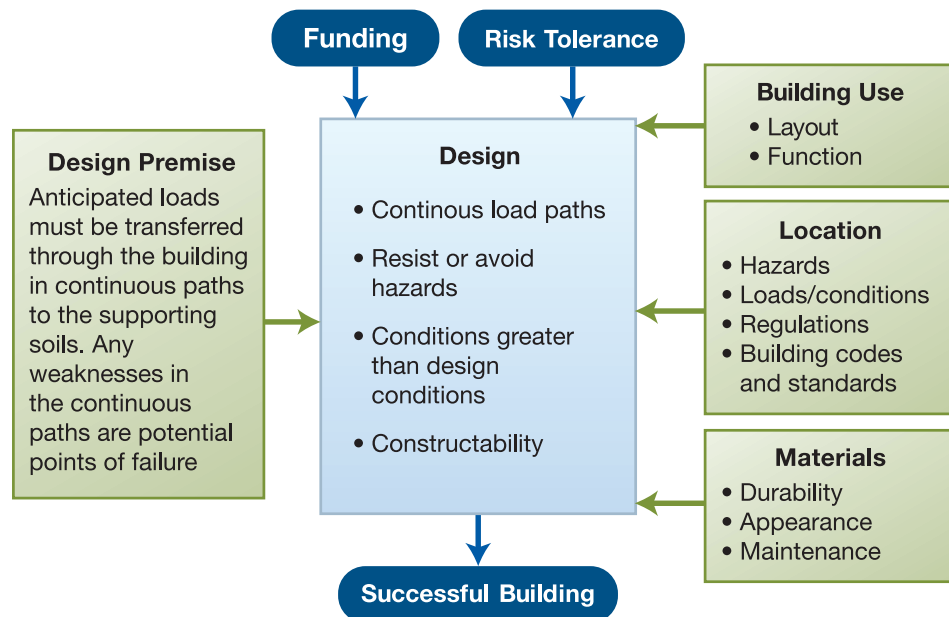 Funding
Risk Tolerance
Design Premise
Anticipated loads
must be transferred
through the building
in continuous paths
to the supporting
soils. Any
weaknesses in
the continuous
paths are potential
points of failure
Design
• Continous load paths
• Resist or avoid
hazards
• Conditions greater
than design
conditions
• Constructability
Building Use
• Layout
• Function
Location
• Hazards
• Loads/conditions
• Regulations
• Building codes
and standards
Materials
• Durability
• Appearance
• Maintenance
Successful Building